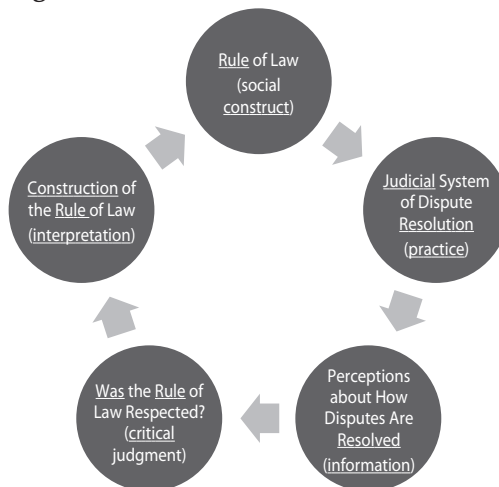 Rule of Law
(social
construct)
Judicial System
of Dispute
Resolution
(practice)
Perceptions
about How
Disputes Are
Resolved
(information)
Was the Rule of
Law Respected?
(critical
judgment)
Construction of
the Rule of Law
(interpretation)